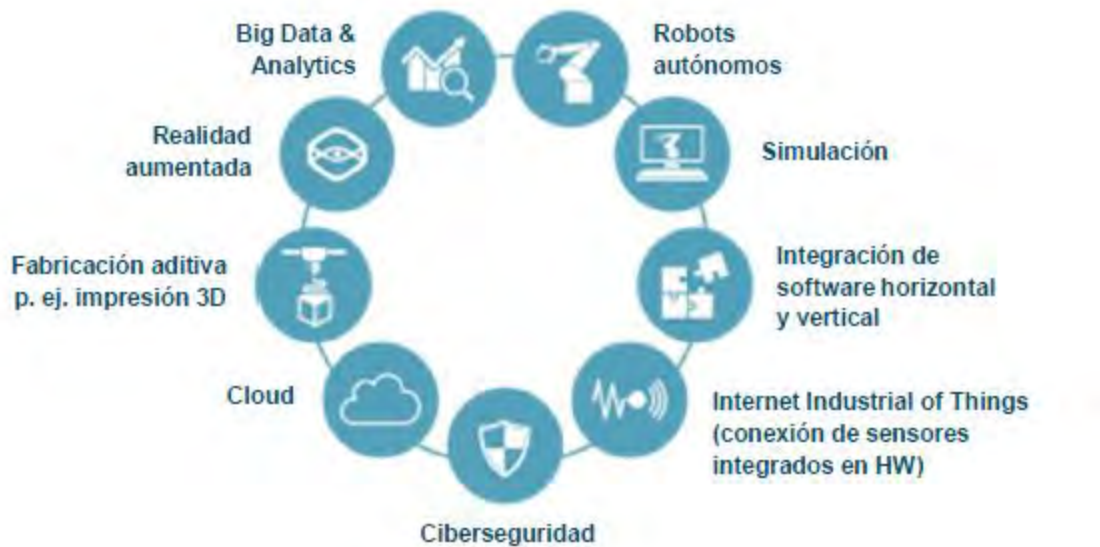 Big Data &
Analytics
Robots
autónomos
Realidad
aumentada
Simulación
Fabricación aditiva
p. ej. impresión 3D
Integración de
software horizontal
y vertical
Cloud
Internet Industrial of Things
(conexión de sensores
integrados en HW)
Ciberseguridad